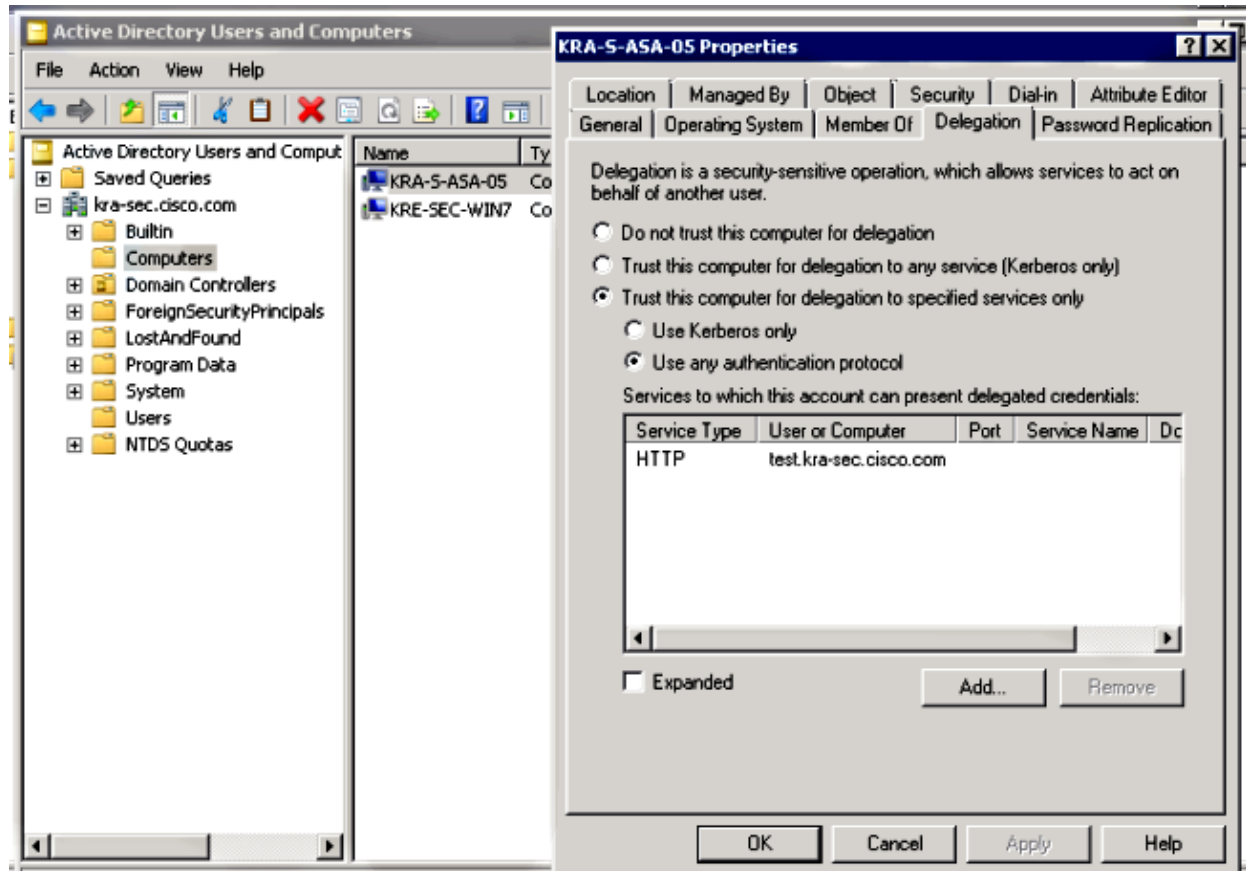 Active Directory Users and Computers
File Action View Help
Active Directory Users and Comput
Saved Queries
kra-sec.cisco.com
Builtin
Computers
Domain Controllers
ForeignSecurityPrincipals
LostAndFound
Program Data
System
Users
NTDS Quotas
Name Ty
KRA-S-ASA-05 Co
KRE-SEC-WIN7 Co
KRA-S-ASA-05 Properties
Location Managed By Object Security Dial-in Attribute Editor
General Operating System Member Of Delegation Password Replication
Delegation is a security-sensitive operation, which allows services to act on
behalf of another user.
Do not trust this computer for delegation
Trust this computer for delegation to any service (Kerberos only)
Trust this computer for delegation to specified services only
Use Kerberos only
Use any authentication protocol
Services to which this account can present delegated credentials:
Service Type User or Computer Port Service Name Dc
HTTP test.kra-sec.cisco.com
Expanded
Add... Remove
OK Cancel Apply Help